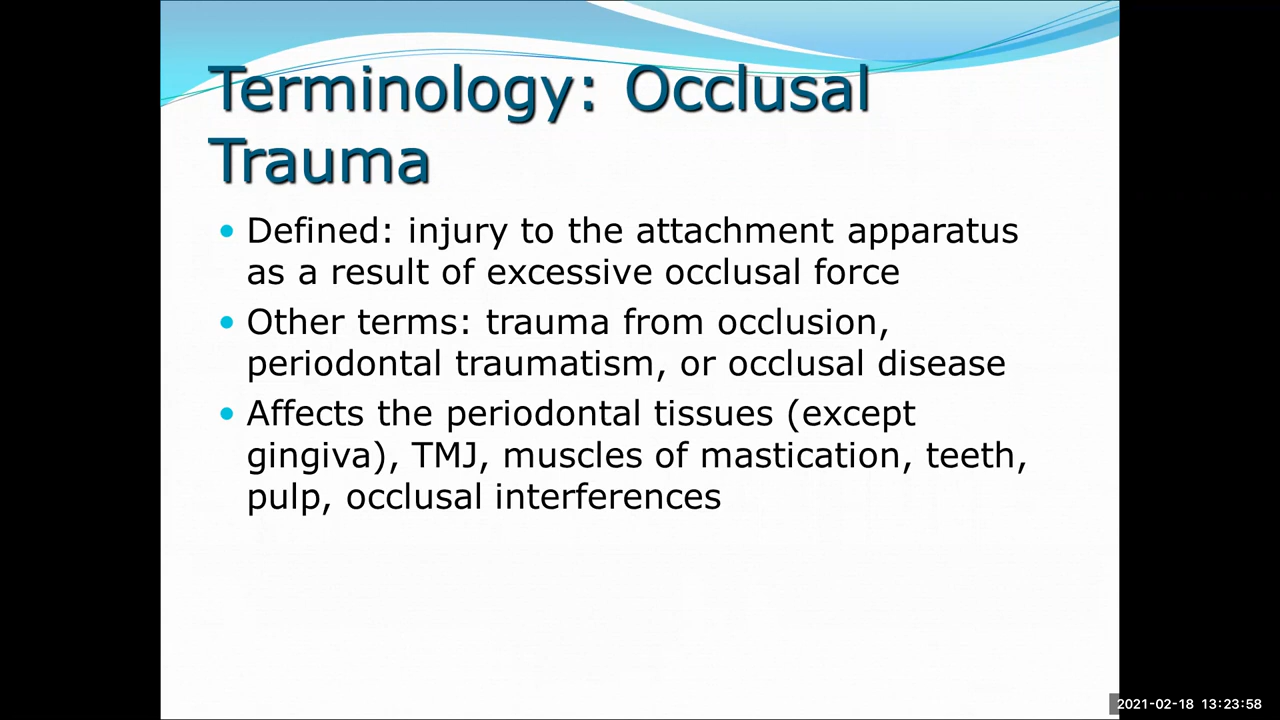 Terminology: Occlusal
Trauma
• Defined: injury to the attachment apparatus
as a result of excessive occlusal force
• Other terms: trauma from occlusion,
periodontal traumatism, or occlusal disease
• Affects the periodontal tissues (except
gingiva), TMJ, muscles of mastication, teeth,
pulp, occlusal interferences
2021-02-18 13:23:58